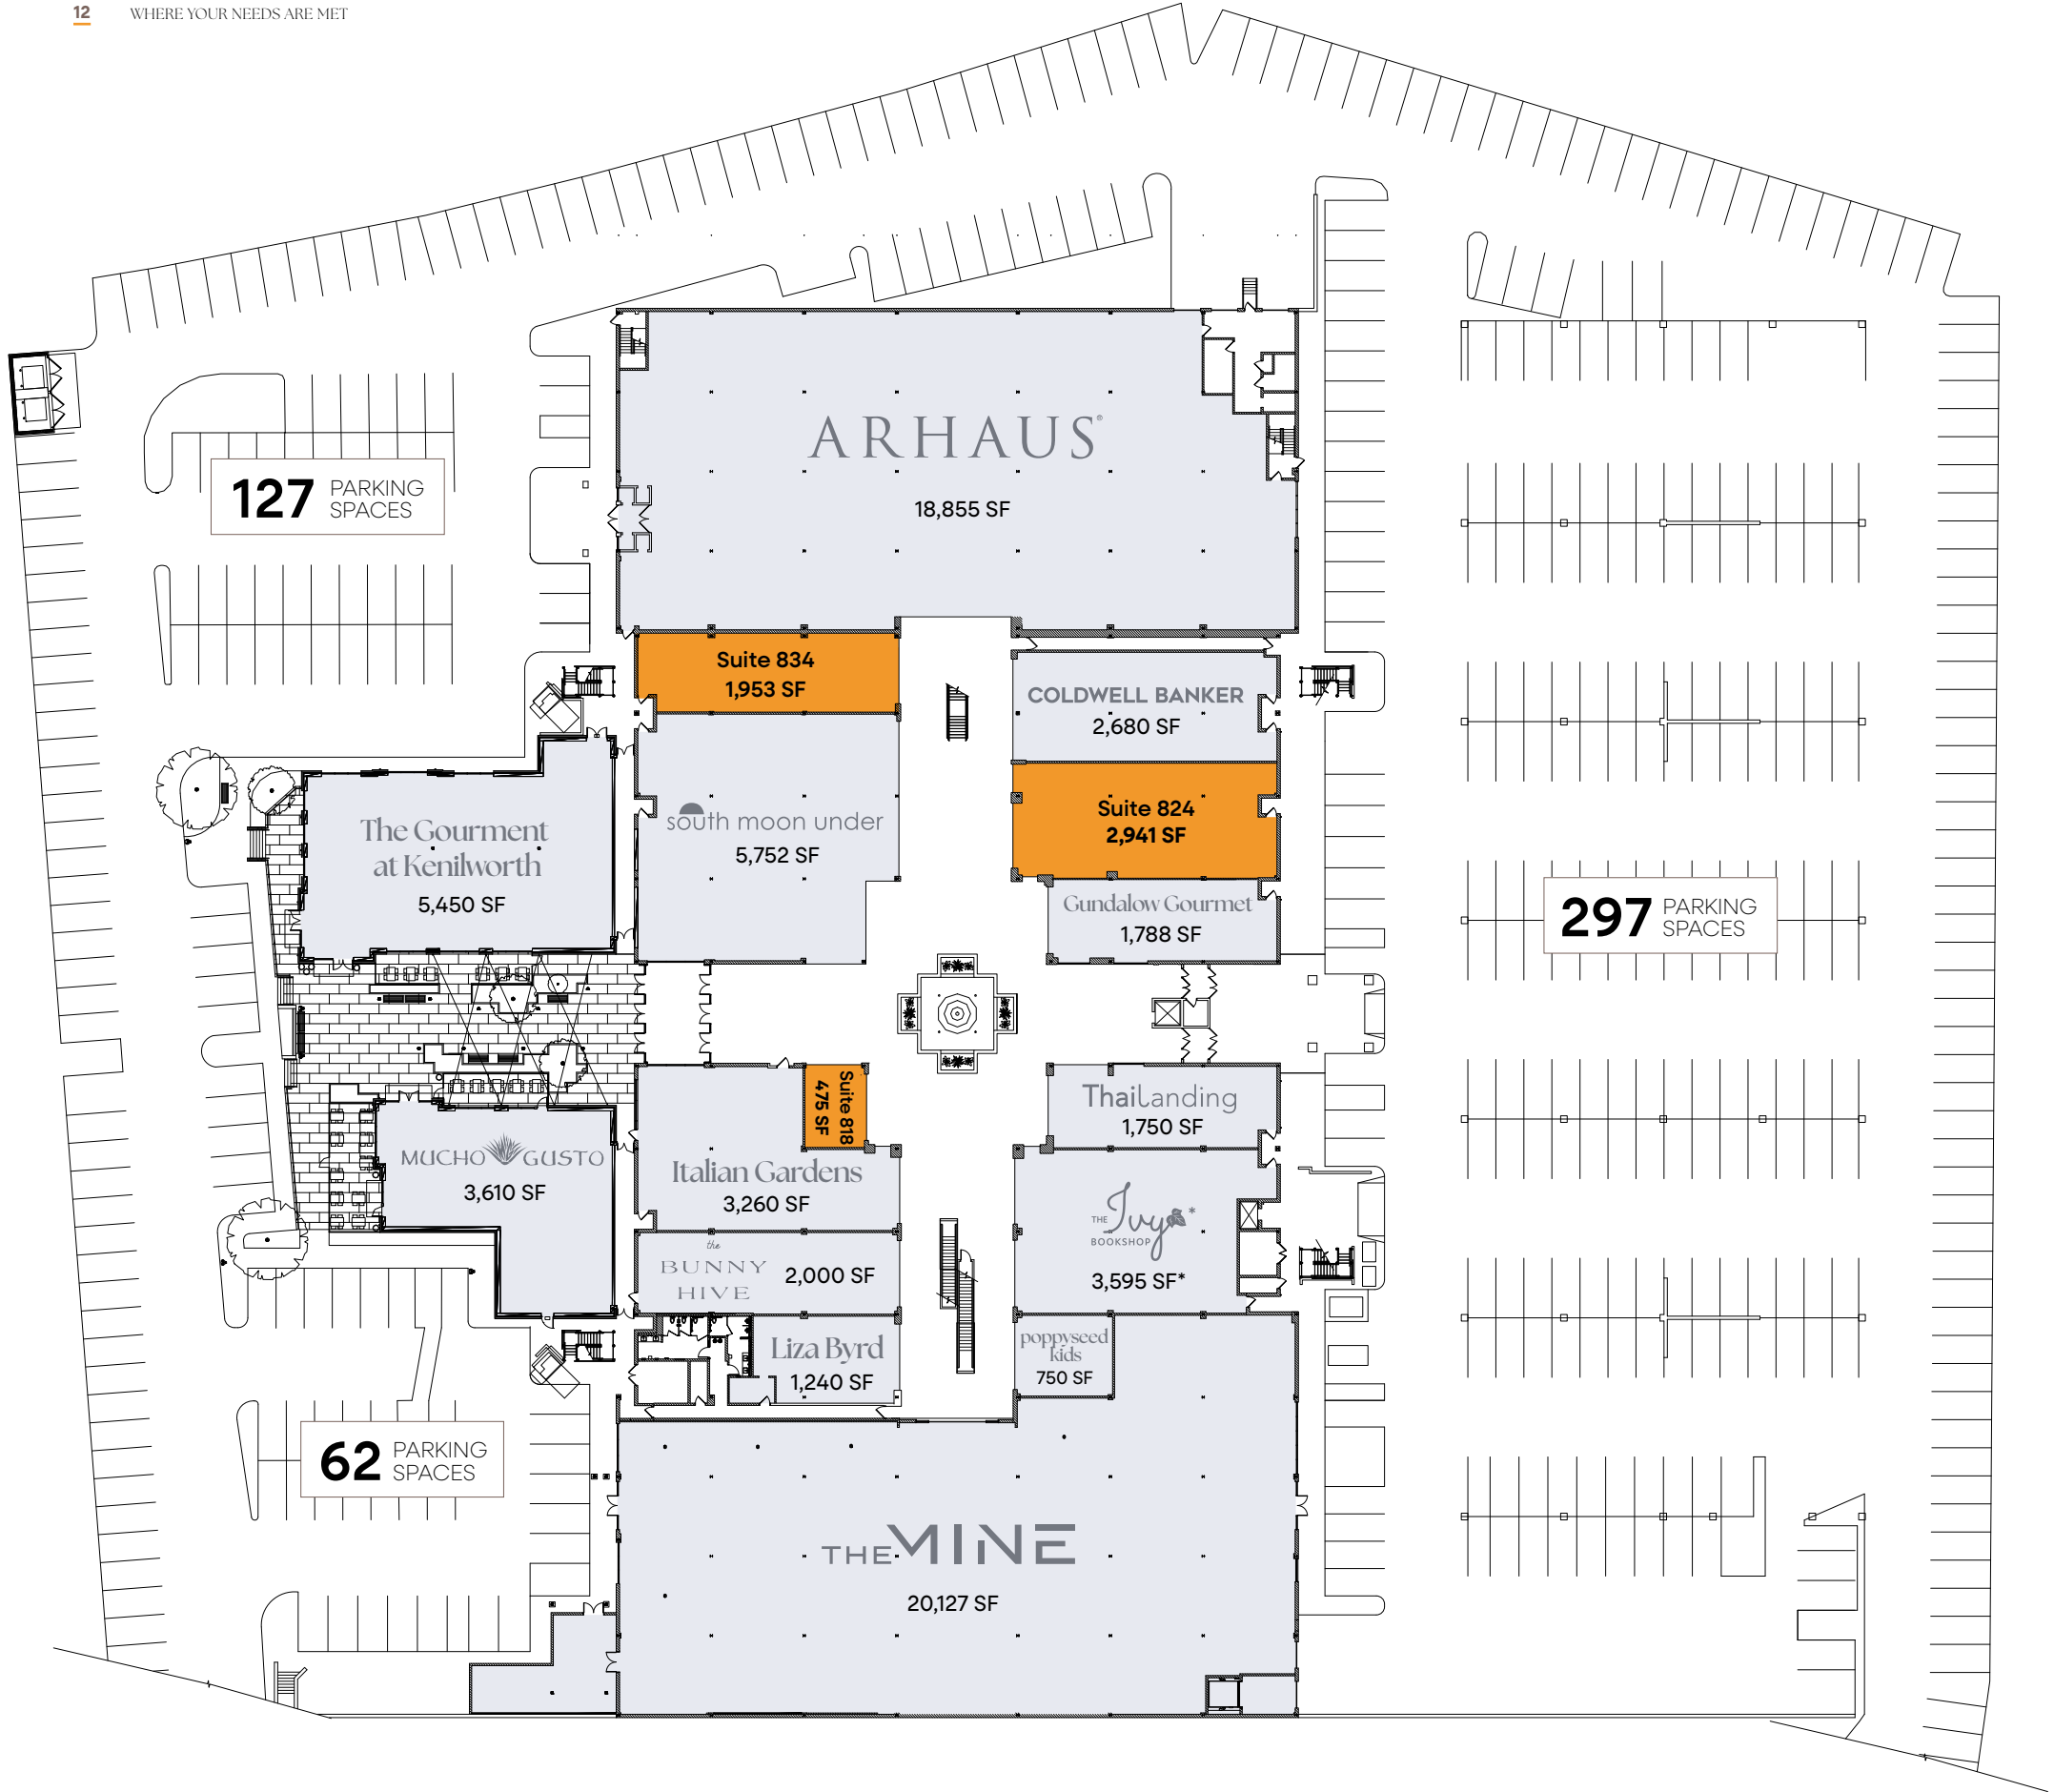 12 WHERE YOUR NEEDS ARE MET
ARHAUS®
18,855 SF
127 PARKING SPACES
Suite 834
1,953 SF
COLDWELL BANKER
2,680 SF
south moon under
5,752 SF
Suite 824
2,941 SF
The Gourment
at Kenilworth
5,450 SF
Gundalow Gourmet
1,788 SF
297 PARKING SPACES
Suite 818
475 SF
ThaiLanding
1,750 SF
MUCHO GUSTO
3,610 SF
Italian Gardens
3,260 SF
THE Ivy*
BOOKSHOP
3,595 SF*
the
BUNNY
HIVE
2,000 SF
Liza Byrd
1,240 SF
poppyseed
kids
750 SF
62 PARKING SPACES
THE MINE
20,127 SF